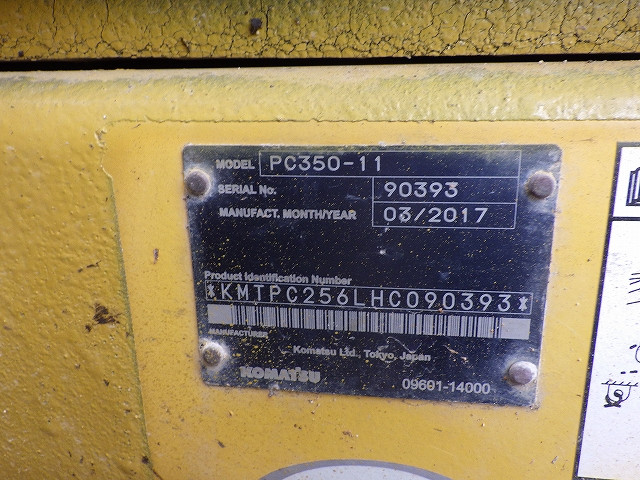 MODEL PC350-11
SERIAL No. 90393
MANUFACT. MONTH/YEAR 03/2017
Product Identification Number
*KMTPC256LHC090393*
MANUFACTURER
Komatsu Ltd., Tokyo, Japan
KOMATSU
09601-14000